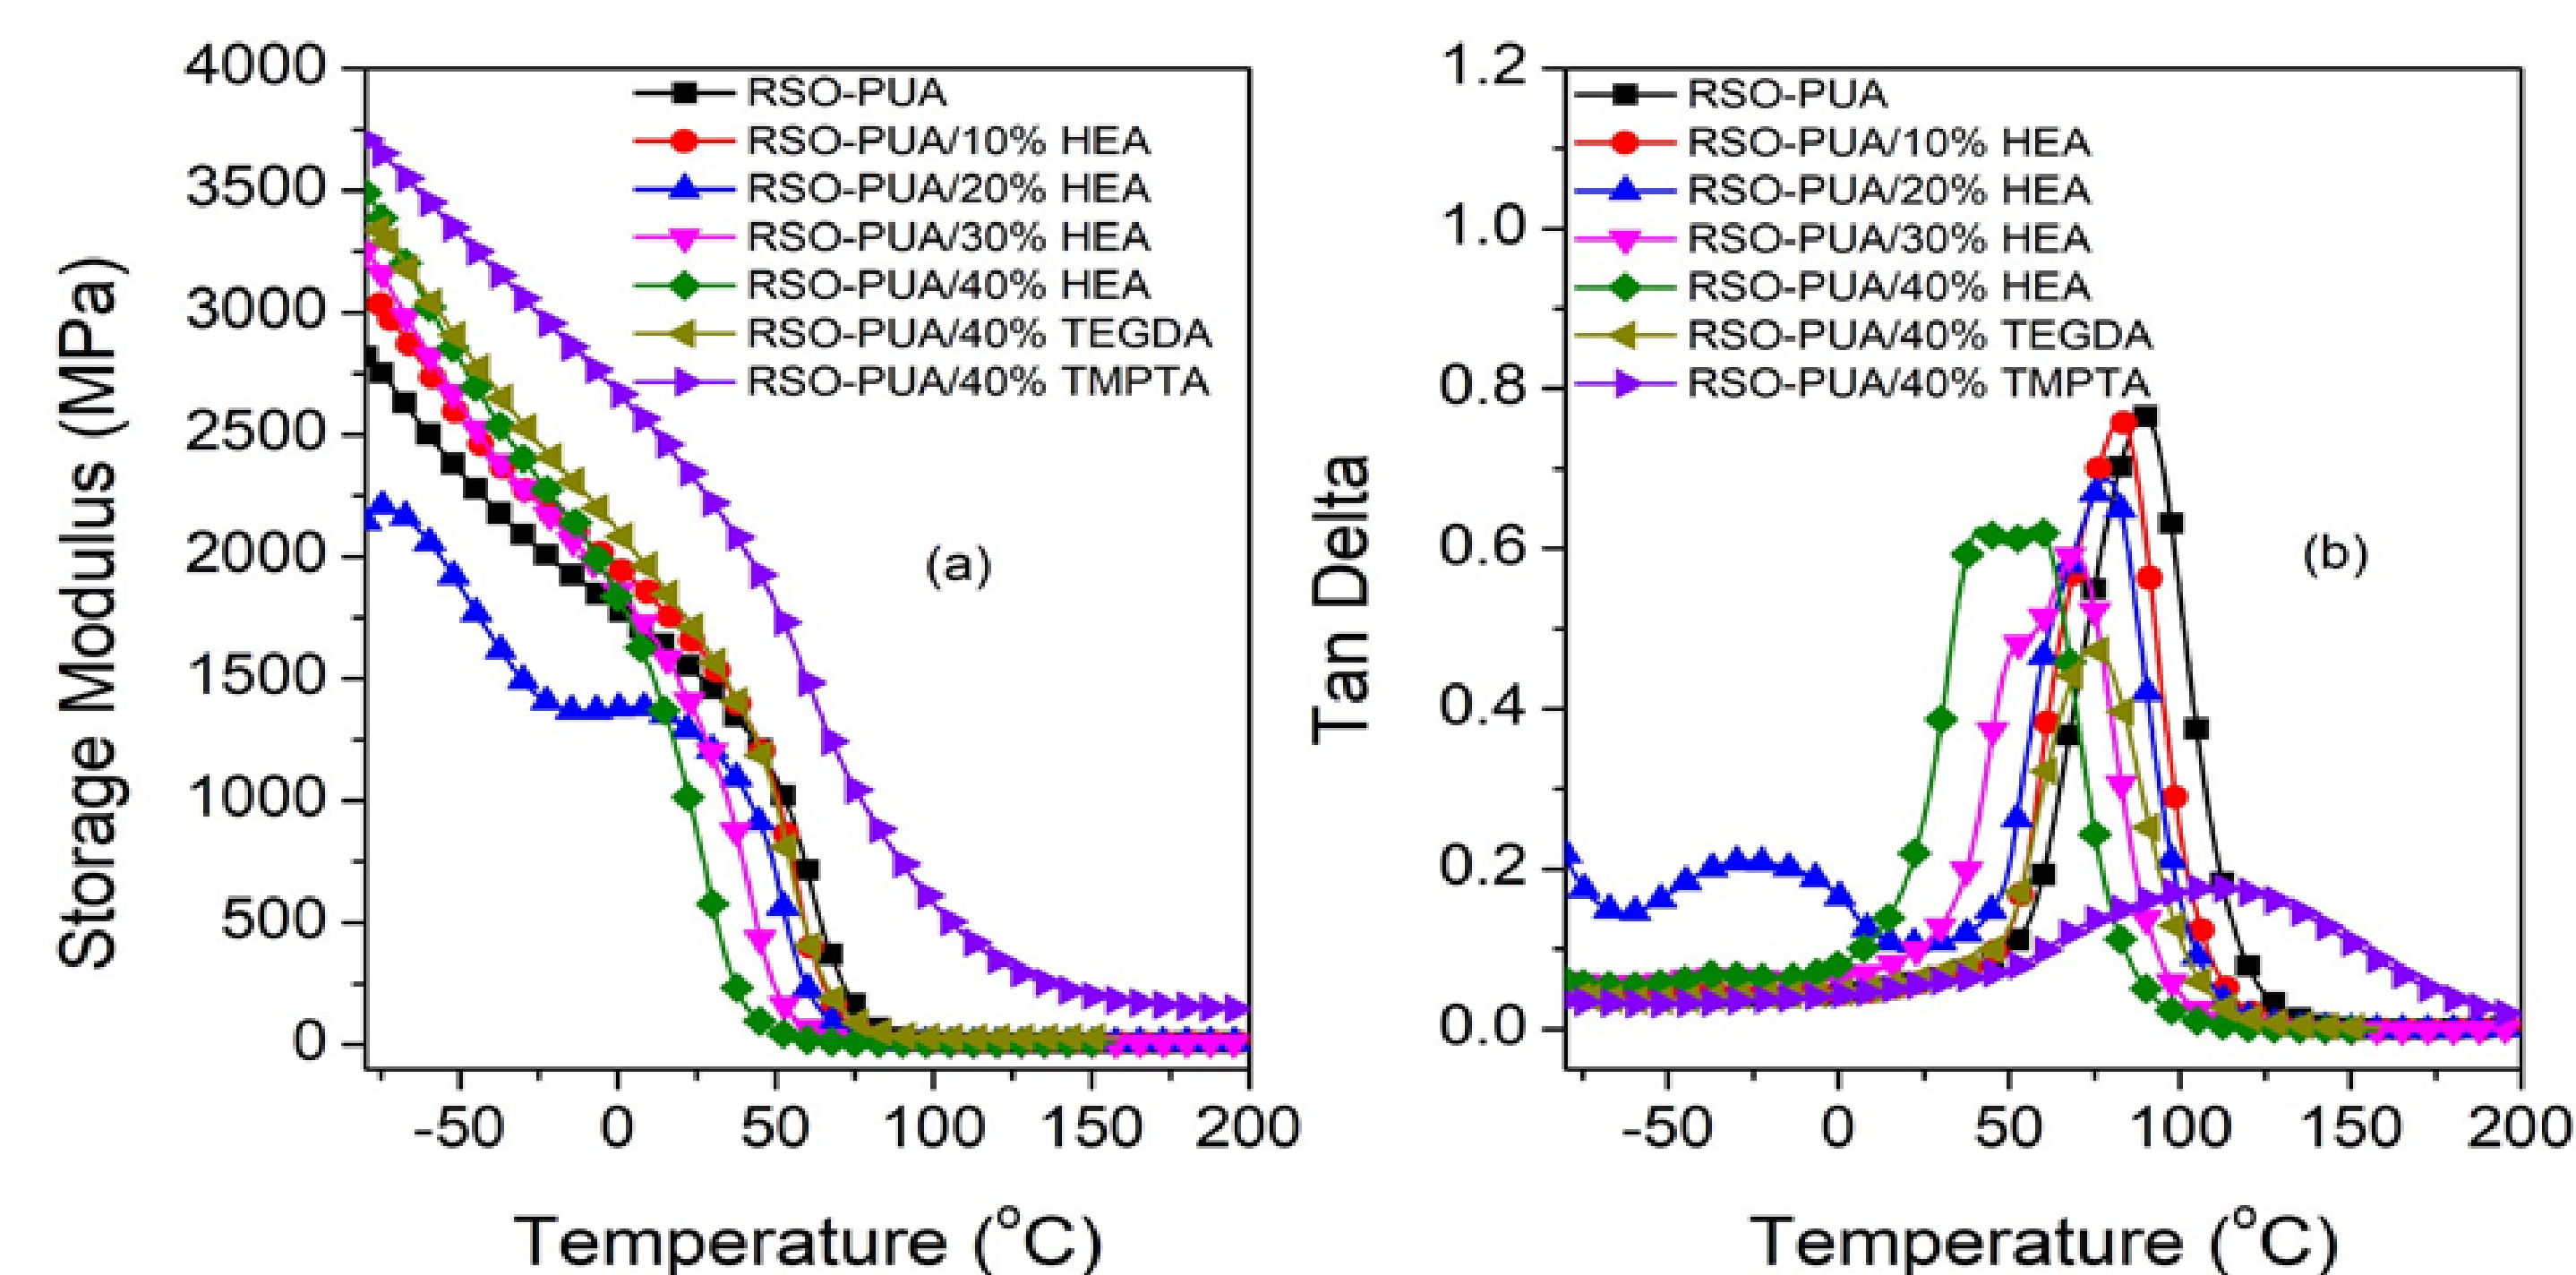 4000
3500
3000
2500
2000
1500
1000
500
0
Storage Modulus (MPa)
RSO-PUA
RSO-PUA/10% HEA
RSO-PUA/20% HEA
RSO-PUA/30% HEA
RSO-PUA/40% HEA
RSO-PUA/40% TEGDA
RSO-PUA/40% TMPTA
(a)
-50 0 50 100 150 200
Temperature (°C)
1.2
1.0
0.8
0.6
0.4
0.2
0.0
Tan Delta
RSO-PUA
RSO-PUA/10% HEA
RSO-PUA/20% HEA
RSO-PUA/30% HEA
RSO-PUA/40% HEA
RSO-PUA/40% TEGDA
RSO-PUA/40% TMPTA
(b)
-50 0 50 100 150 200
Temperature (°C)